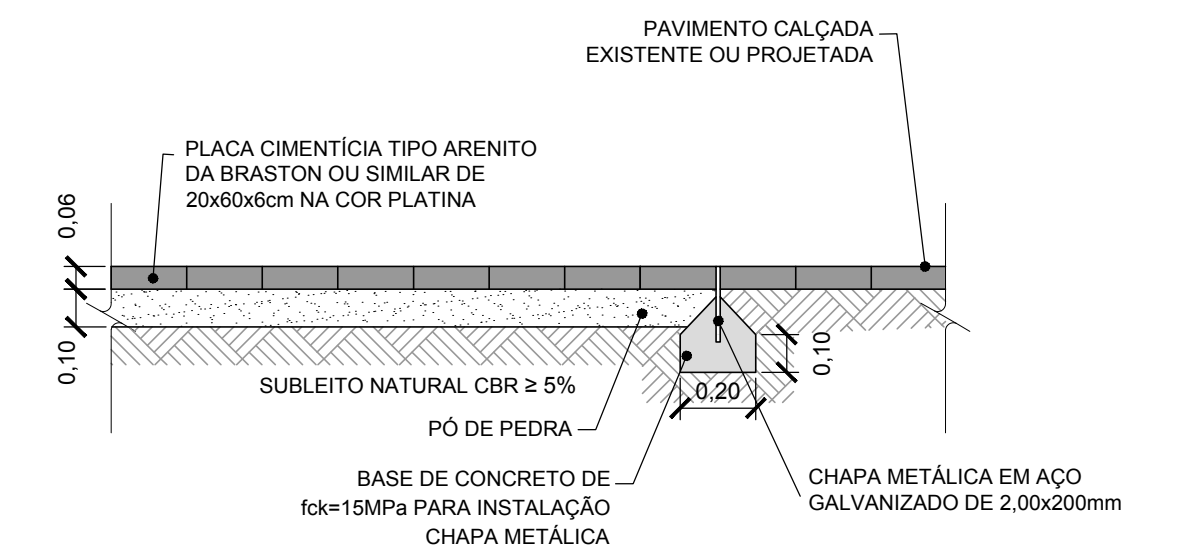 PAVIMENTO CALÇADA
EXISTENTE OU PROJETADA
PLACA CIMENTÍCIA TIPO ARENITO
DA BRASTON OU SIMILAR DE
20x60x6cm NA COR PLATINA
0,06
0,10
0,10
0,20
SUBLEITO NATURAL CBR ≥ 5%
PÓ DE PEDRA
BASE DE CONCRETO DE
fck=15MPa PARA INSTALAÇÃO
CHAPA METÁLICA
CHAPA METÁLICA EM AÇO
GALVANIZADO DE 2,00x200mm